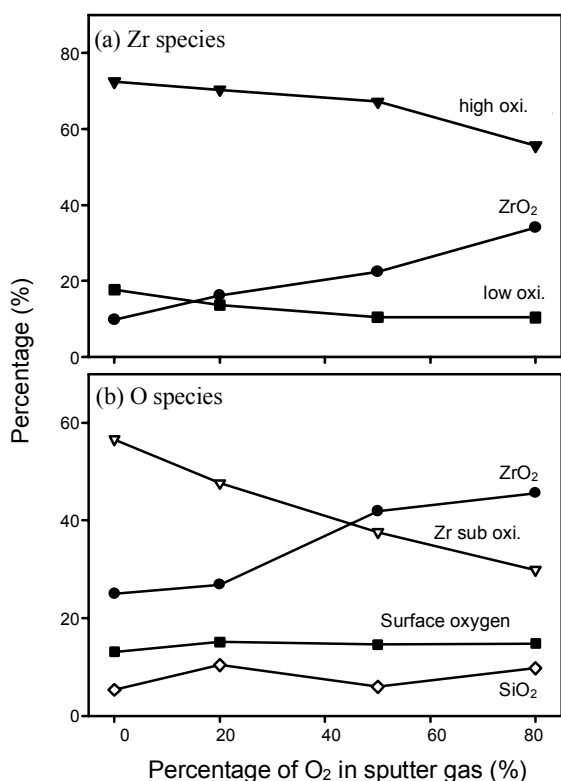 (a) Zr species
80
high oxi.
60
40
ZrO₂
20
low oxi.
0
Percentage (%)
(b) O species
60
ZrO₂
40
Zr sub oxi.
20
Surface oxygen
SiO₂
0
0 20 40 60 80
Percentage of O₂ in sputter gas (%)